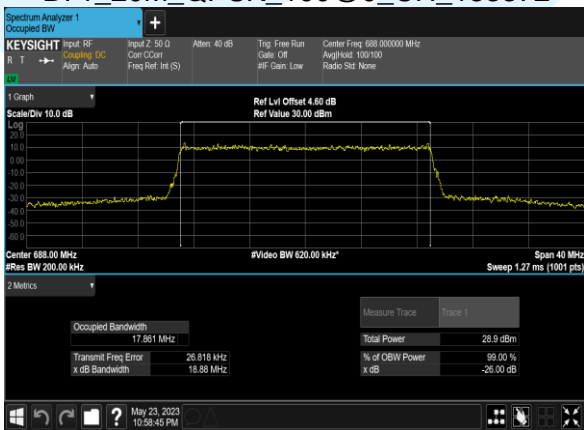 Spectrum Analyzer 1
Occupied BW
+
KEYSIGHT Input: RF Input Z: 50 Ω Atten: 40 dB Trig: Free Run Center Freq: 688.000000 MHz
R T Coupling: DC Corr CCorr Gate: Off Avg|Hold: 100/100
Align: Auto Freq Ref: Int (S) #IF Gain: Low Radio Std: None
1 Graph
Ref Lvl Offset 4.60 dB
Scale/Div 10.0 dB Ref Value 30.00 dBm
Log
20.0
10.0
0.00
-10.0
-20.0
-30.0
-40.0
-50.0
-60.0
Center 688.00 MHz #Video BW 620.00 kHz* Span 40 MHz
#Res BW 200.00 kHz Sweep 1.27 ms (1001 pts)
2 Metrics
Measure Trace Trace 1
Occupied Bandwidth
17.861 MHz Total Power 28.9 dBm
Transmit Freq Error 26.818 kHz % of OBW Power 99.00 %
x dB Bandwidth 18.88 MHz x dB -26.00 dB
? May 23, 2023
10:58:45 PM